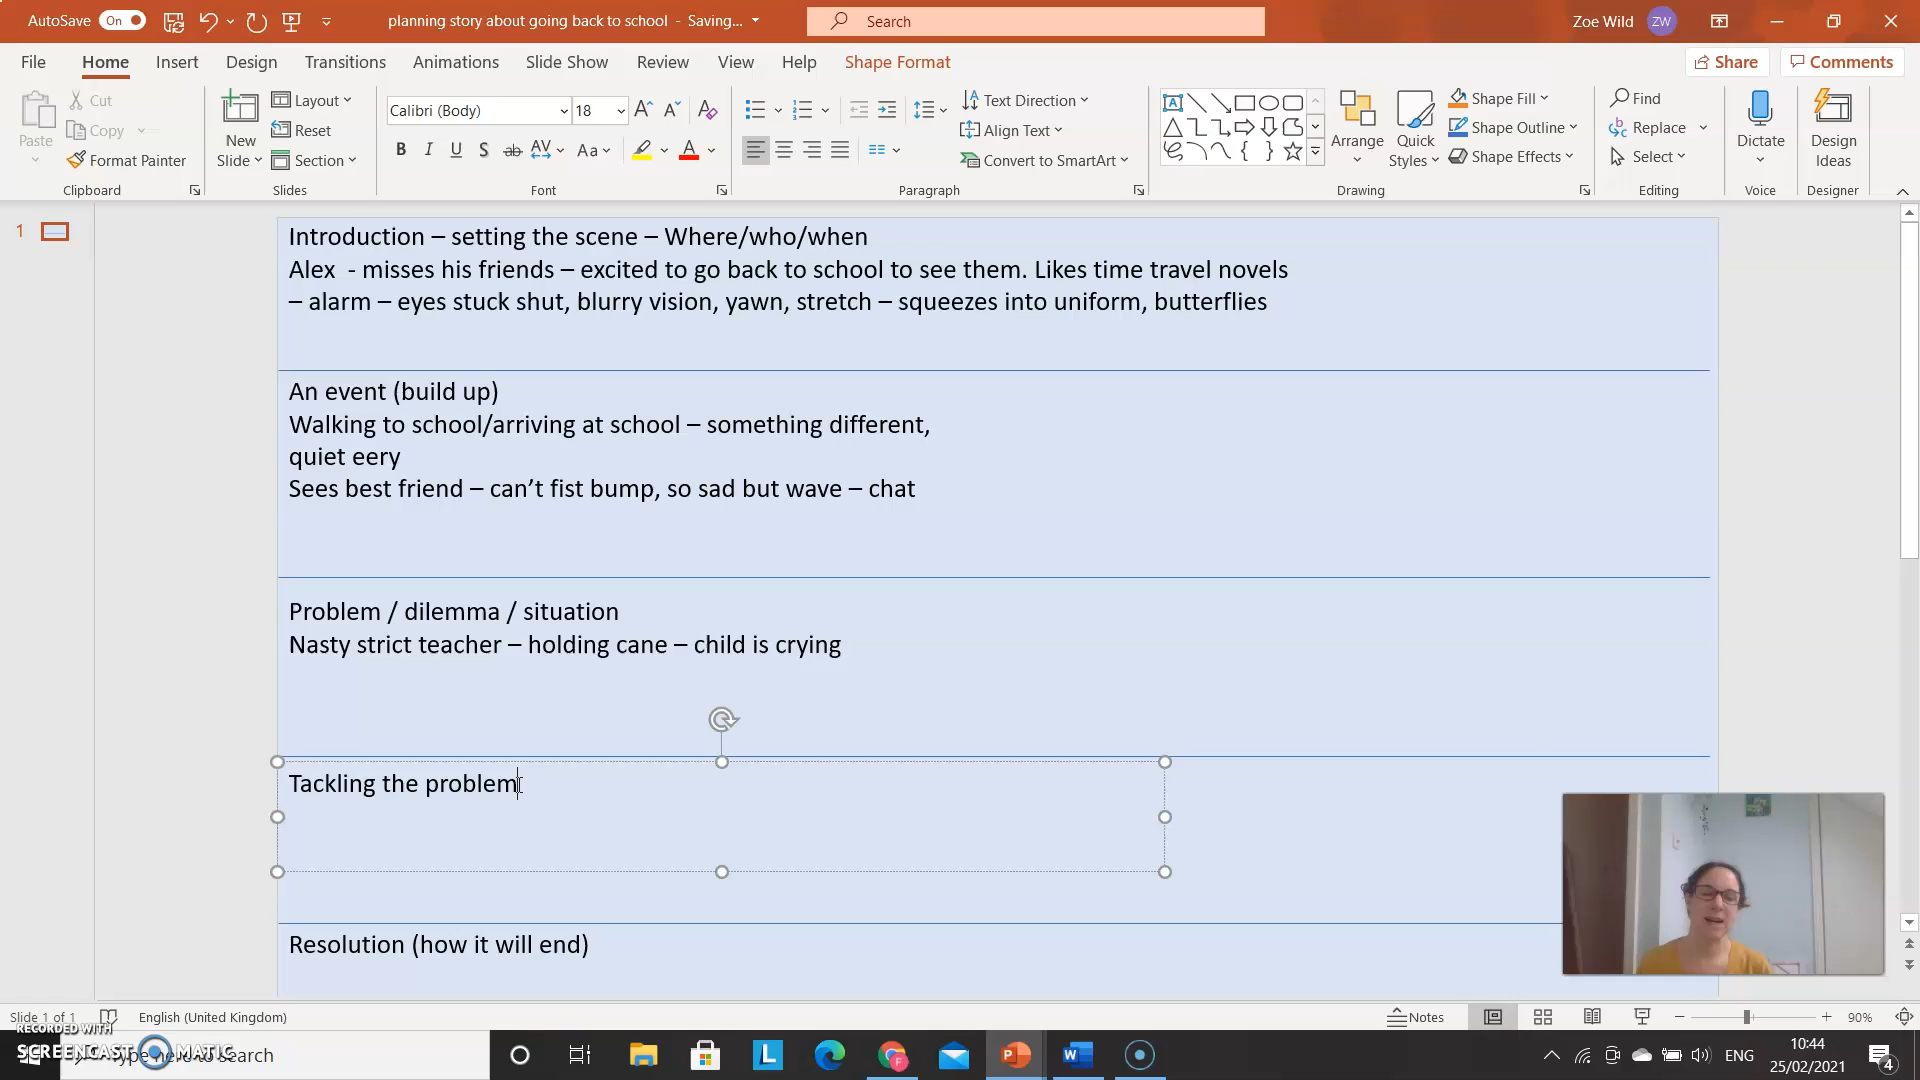 AutoSave On
planning story about going back to school - Saving...
Search
Zoe Wild ZW
File Home Insert Design Transitions Animations Slide Show Review View Help Shape Format
Share Comments
Paste
Cut
Copy
Format Painter
Clipboard
New Slide
Layout
Reset
Section
Slides
Calibri (Body) 18
B I U S ab AV Aa A
Font
Text Direction
Align Text
Convert to SmartArt
Paragraph
Arrange
Quick Styles
Shape Fill
Shape Outline
Shape Effects
Drawing
Find
Replace
Select
Editing
Dictate
Voice
Design Ideas
Designer
1
Introduction – setting the scene – Where/who/when
Alex  - misses his friends – excited to go back to school to see them. Likes time travel novels
– alarm – eyes stuck shut, blurry vision, yawn, stretch – squeezes into uniform, butterflies
An event (build up)
Walking to school/arriving at school – something different,
quiet eery
Sees best friend – can’t fist bump, so sad but wave – chat
Problem / dilemma / situation
Nasty strict teacher – holding cane – child is crying
Tackling the problem
Resolution (how it will end)
Slide 1 of 1
English (United Kingdom)
Notes
90%
RECORDED WITH
SCREENCAST MATIC
Type here to search
ENG
10:44
25/02/2021
4